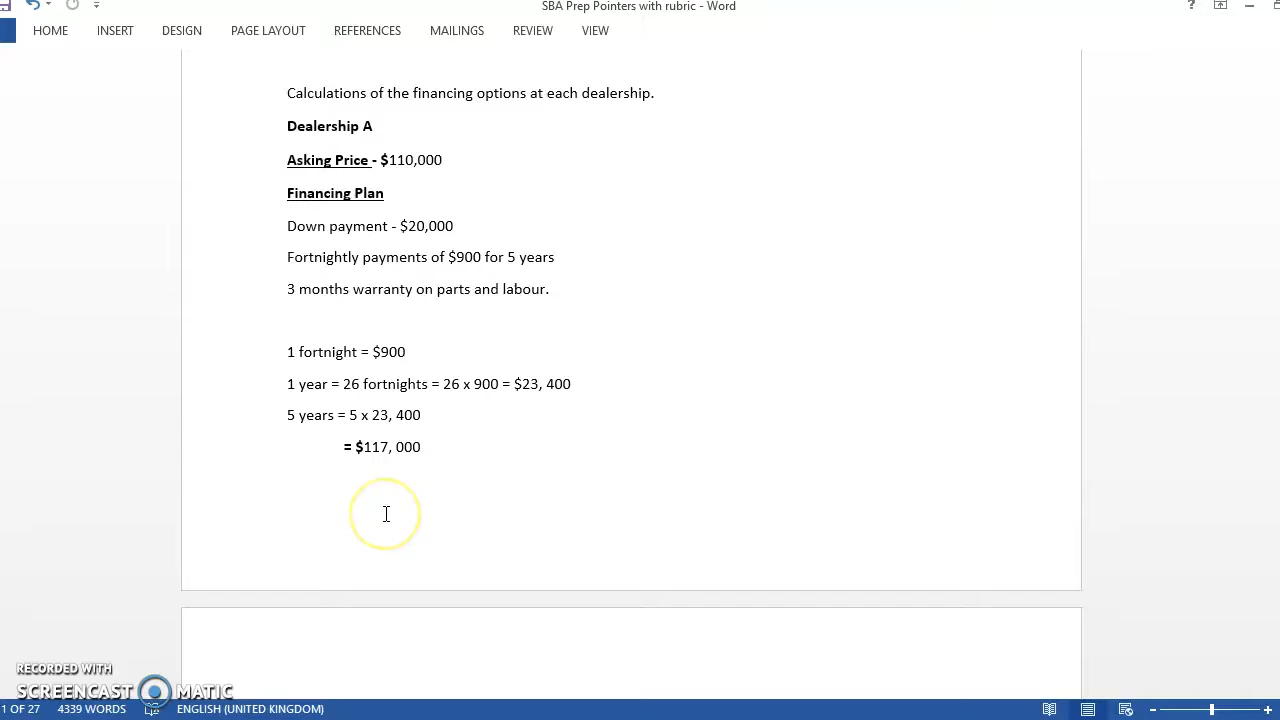 SBA Prep Pointers with rubric - Word
?
HOME INSERT DESIGN PAGE LAYOUT REFERENCES MAILINGS REVIEW VIEW
Calculations of the financing options at each dealership.
Dealership A
Asking Price - $110,000
Financing Plan
Down payment - $20,000
Fortnightly payments of $900 for 5 years
3 months warranty on parts and labour.
1 fortnight = $900
1 year = 26 fortnights = 26 x 900 = $23, 400
5 years = 5 x 23, 400
= $117, 000
RECORDED WITH
SCREENCAST MATIC
1 OF 27 4339 WORDS ENGLISH (UNITED KINGDOM)